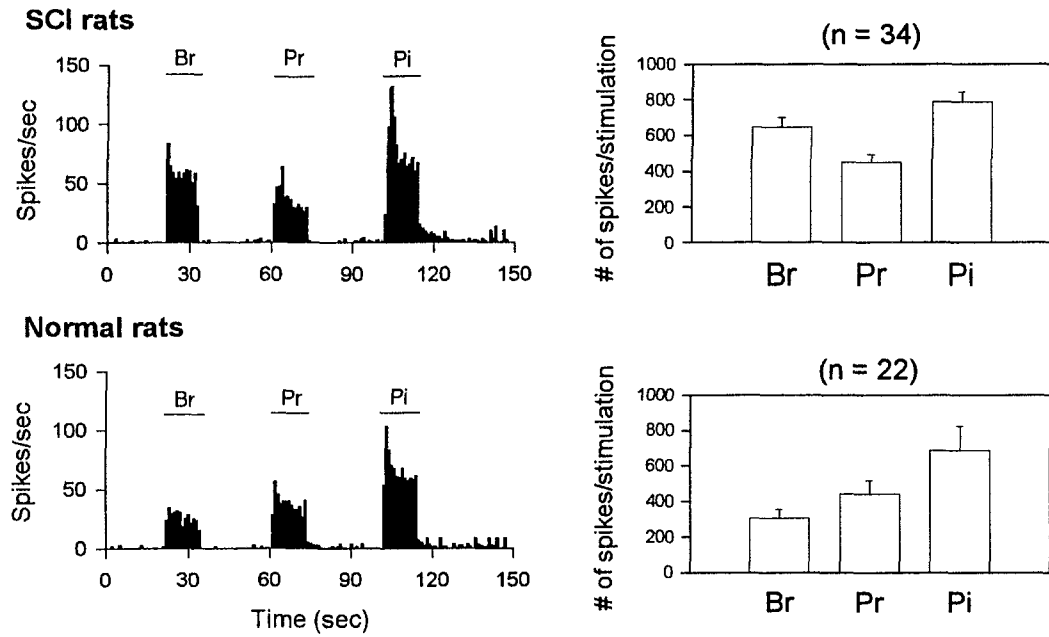 SCI rats
Br Pr Pi
150
100
50
0
Spikes/sec
0 30 60 90 120 150
(n = 34)
1000
800
600
400
200
0
# of spikes/stimulation
Br Pr Pi
Normal rats
Br Pr Pi
150
100
50
0
Spikes/sec
0 30 60 90 120 150
Time (sec)
(n = 22)
1000
800
600
400
200
0
# of spikes/stimulation
Br Pr Pi